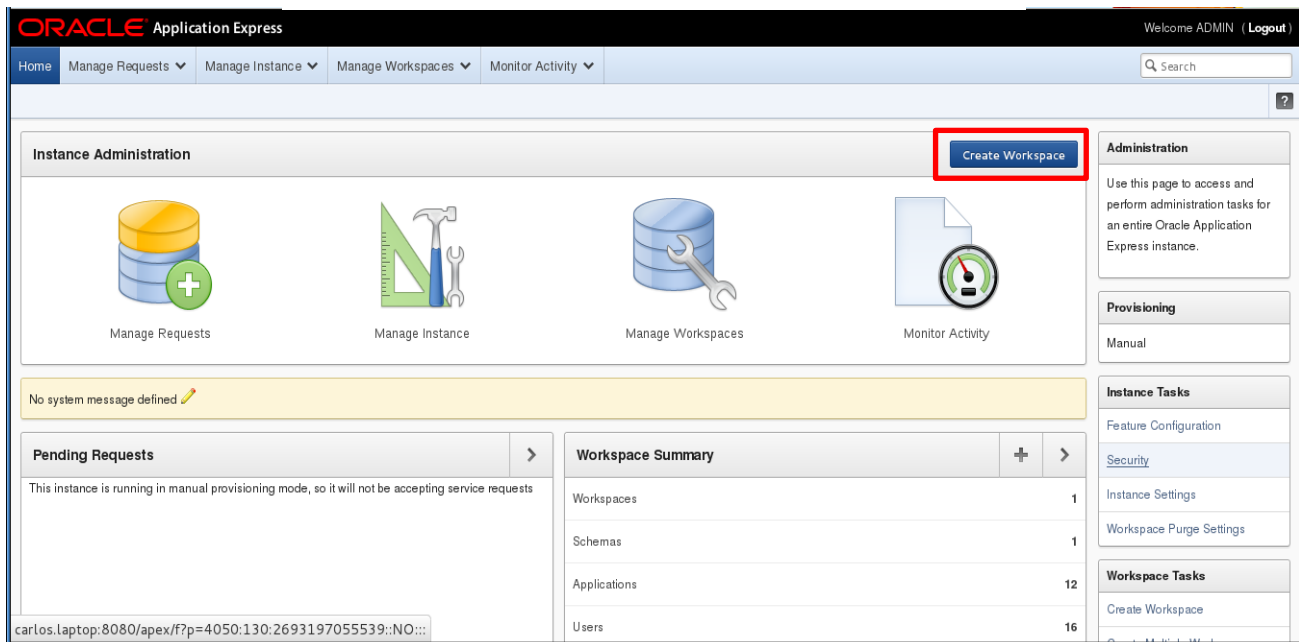 ORACLE Application Express
Welcome ADMIN ( Logout )
Home Manage Requests Manage Instance Manage Workspaces Monitor Activity
Search
?
Instance Administration
Create Workspace
Manage Requests
Manage Instance
Manage Workspaces
Monitor Activity
No system message defined
Pending Requests
This instance is running in manual provisioning mode, so it will not be accepting service requests
Workspace Summary
Workspaces 1
Schemas 1
Applications 12
Users 16
Administration
Use this page to access and
perform administration tasks for
an entire Oracle Application
Express instance.
Provisioning
Manual
Instance Tasks
Feature Configuration
Security
Instance Settings
Workspace Purge Settings
Workspace Tasks
Create Workspace
carlos.laptop:8080/apex/f?p=4050:130:2693197055539::NO:::